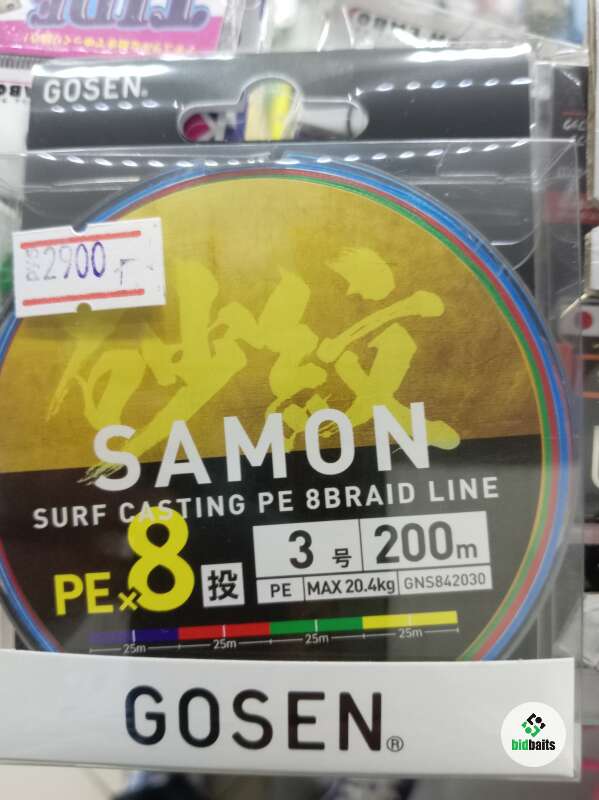 GOSEN®
2900 г
砂紋
SAMON
SURF CASTING PE 8BRAID LINE
PE×8 投
3号 200m
PE MAX 20.4kg GNS842030
25m 25m 25m 25m
GOSEN®
bidbaits